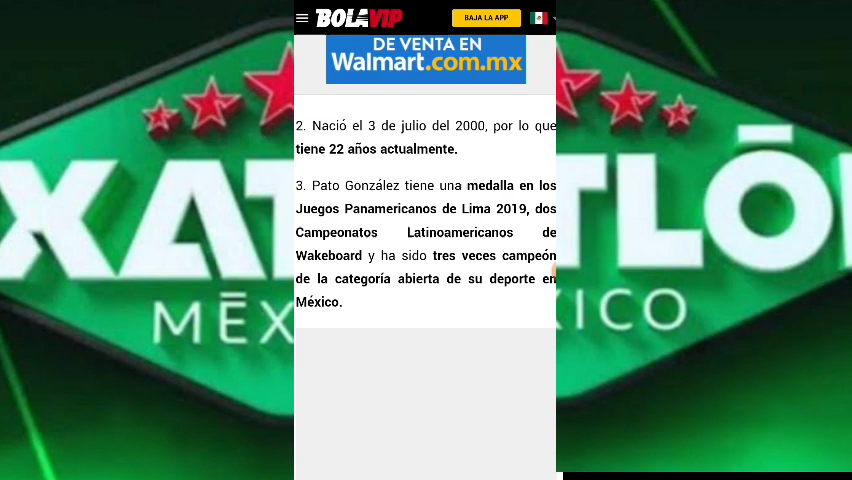 BOLAVIP
BAJA LA APP
DE VENTA EN
Walmart.com.mx
2. Nació el 3 de julio del 2000, por lo que
tiene 22 años actualmente.
3. Pato González tiene una medalla en los
Juegos Panamericanos de Lima 2019, dos
Campeonatos Latinoamericanos de
Wakeboard y ha sido tres veces campeón
de la categoría abierta de su deporte en
México.
XAT
TLÓN
MÉX
XICO